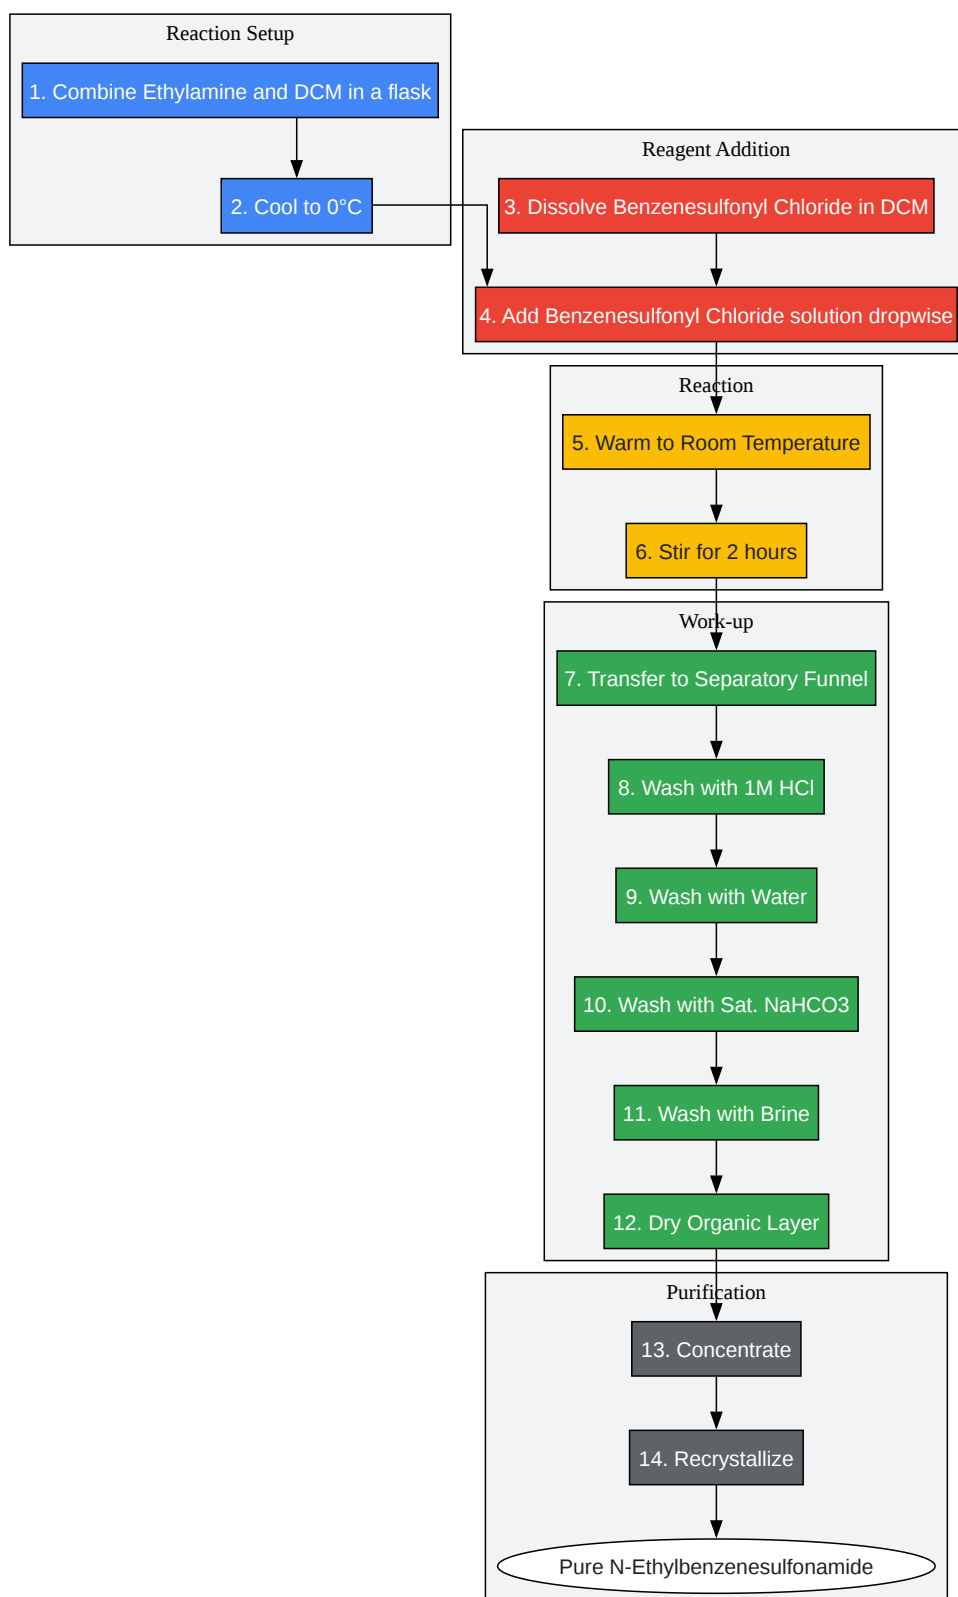 Reaction Setup
1. Combine Ethylamine and DCM in a flask
2. Cool to 0°C
Reagent Addition
3. Dissolve Benzenesulfonyl Chloride in DCM
4. Add Benzenesulfonyl Chloride solution dropwise
Reaction
5. Warm to Room Temperature
6. Stir for 2 hours
Work-up
7. Transfer to Separatory Funnel
8. Wash with 1M HCl
9. Wash with Water
10. Wash with Sat. NaHCO3
11. Wash with Brine
12. Dry Organic Layer
Purification
13. Concentrate
14. Recrystallize
Pure N-Ethylbenzenesulfonamide